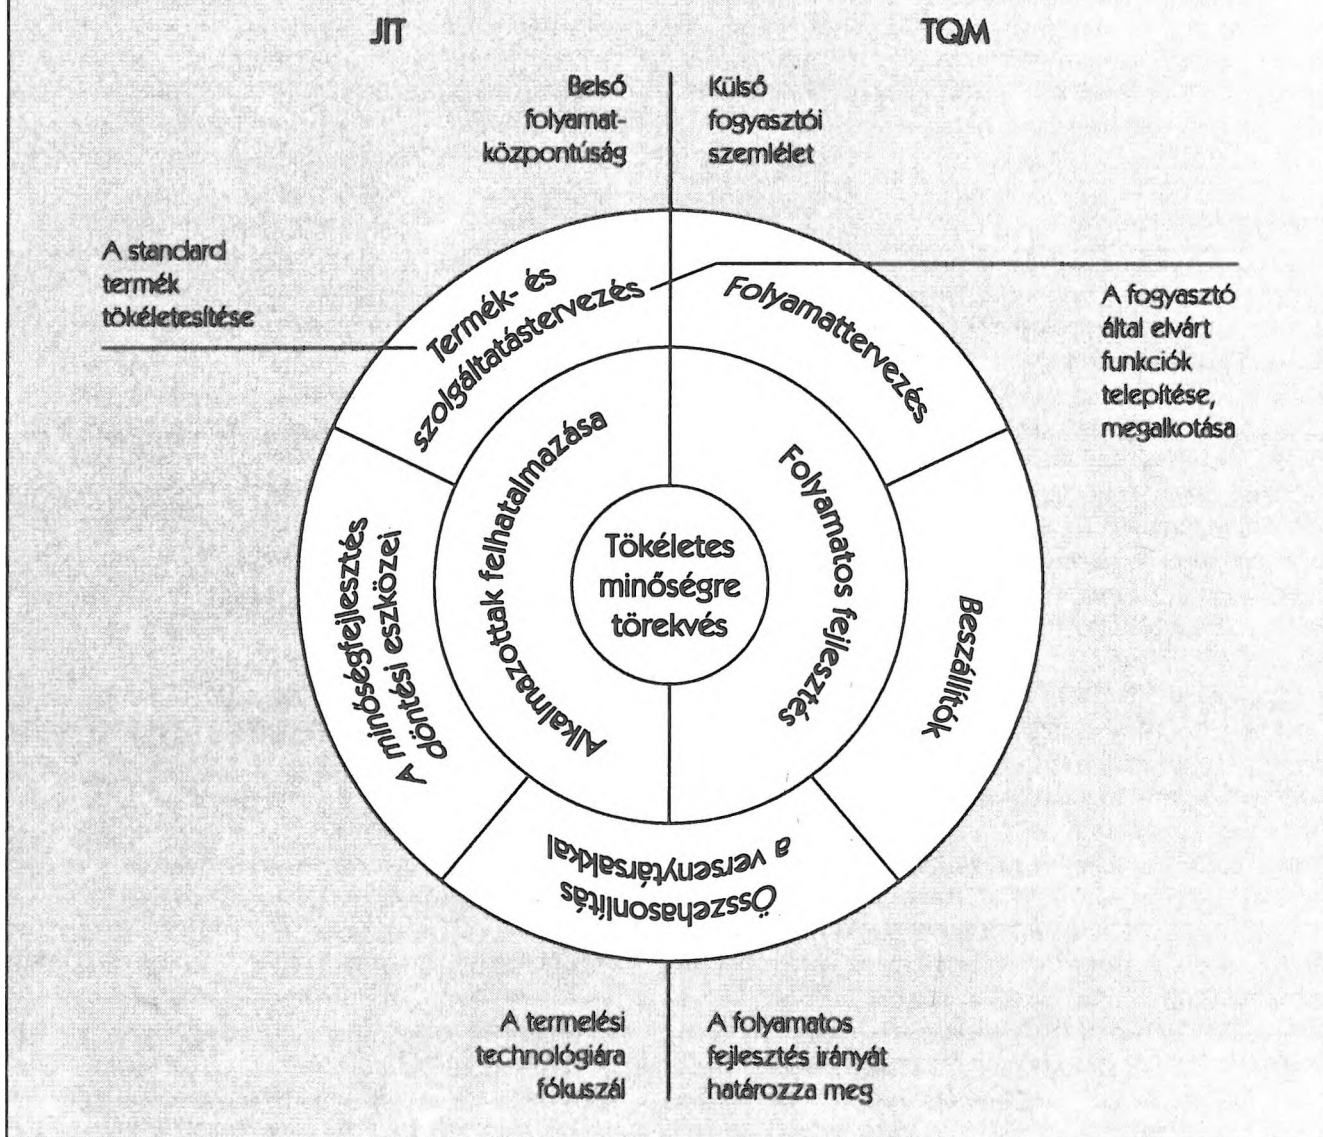 JIT
TQM
Belső
folyamat-
központúság
Külső
fogyasztói
szemlélet
A standard
termék
tökéletesítése
A fogyasztó
által elvárt
funkciók
telepítése,
megalkotása
Termék- és
szolgáltatástervezés
Folyamattervezés
Alkalmazottak felhatalmazása
Folyamatos fejlesztés
Tökéletes
minőségre
törekvés
A minőségfejlesztés
döntési eszközei
Beszállítók
Összehasonlítás
a versenytársakkal
A termelési
technológiára
fókuszál
A folyamatos
fejlesztés irányát
határozza meg